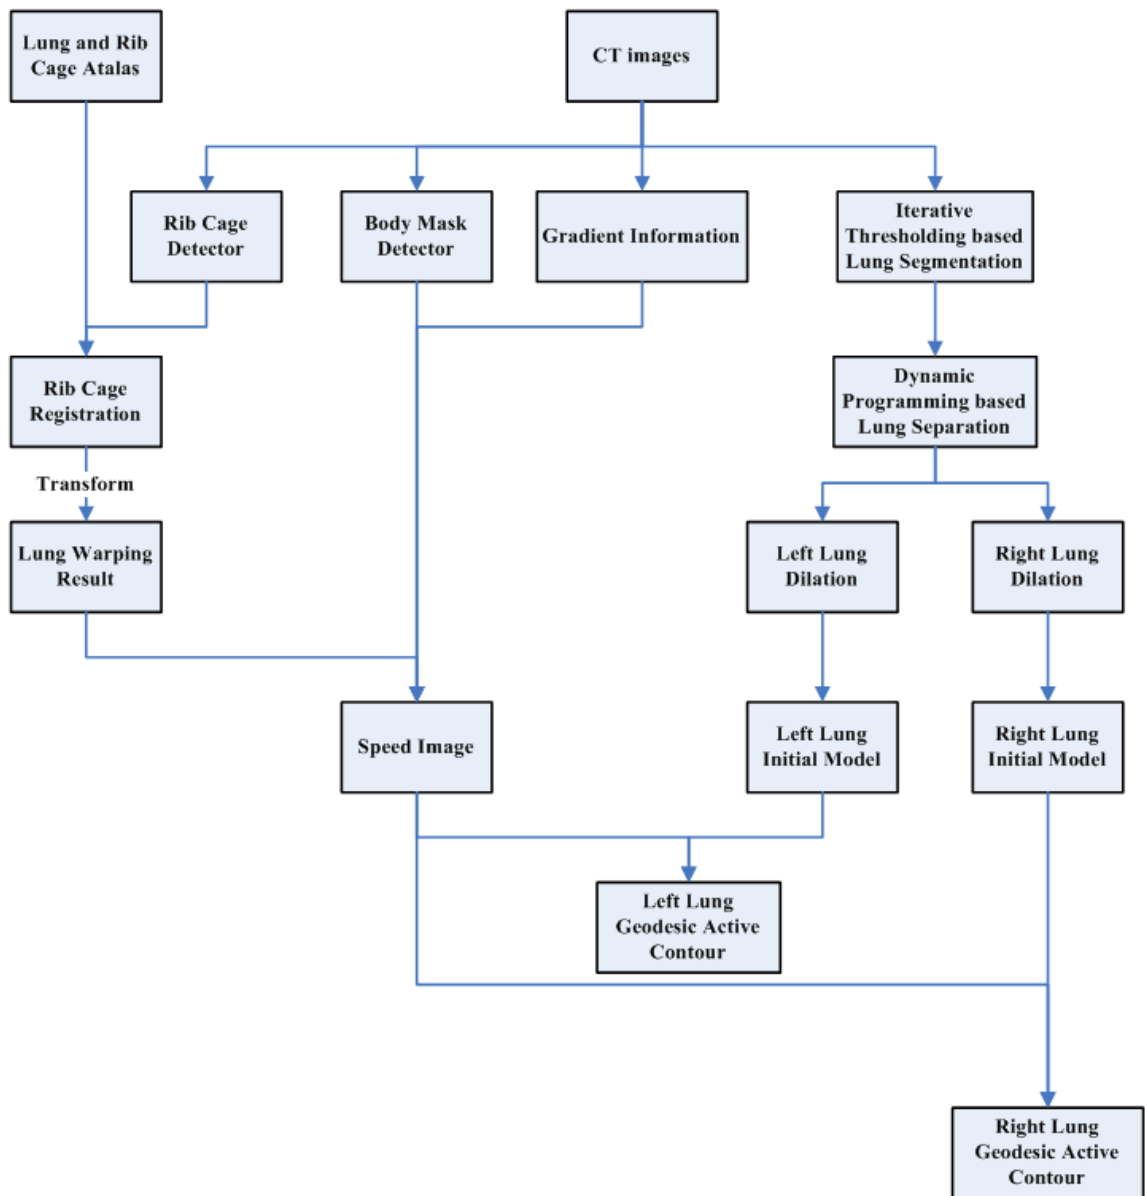 Lung and Rib
Cage Atalas
CT images
Rib Cage
Detector
Body Mask
Detector
Gradient Information
Iterative
Thresholding based
Lung Segmentation
Rib Cage
Registration
Dynamic
Programming based
Lung Separation
Transform
Lung Warping
Result
Left Lung
Dilation
Right Lung
Dilation
Speed Image
Left Lung
Initial Model
Right Lung
Initial Model
Left Lung
Geodesic Active
Contour
Right Lung
Geodesic Active
Contour